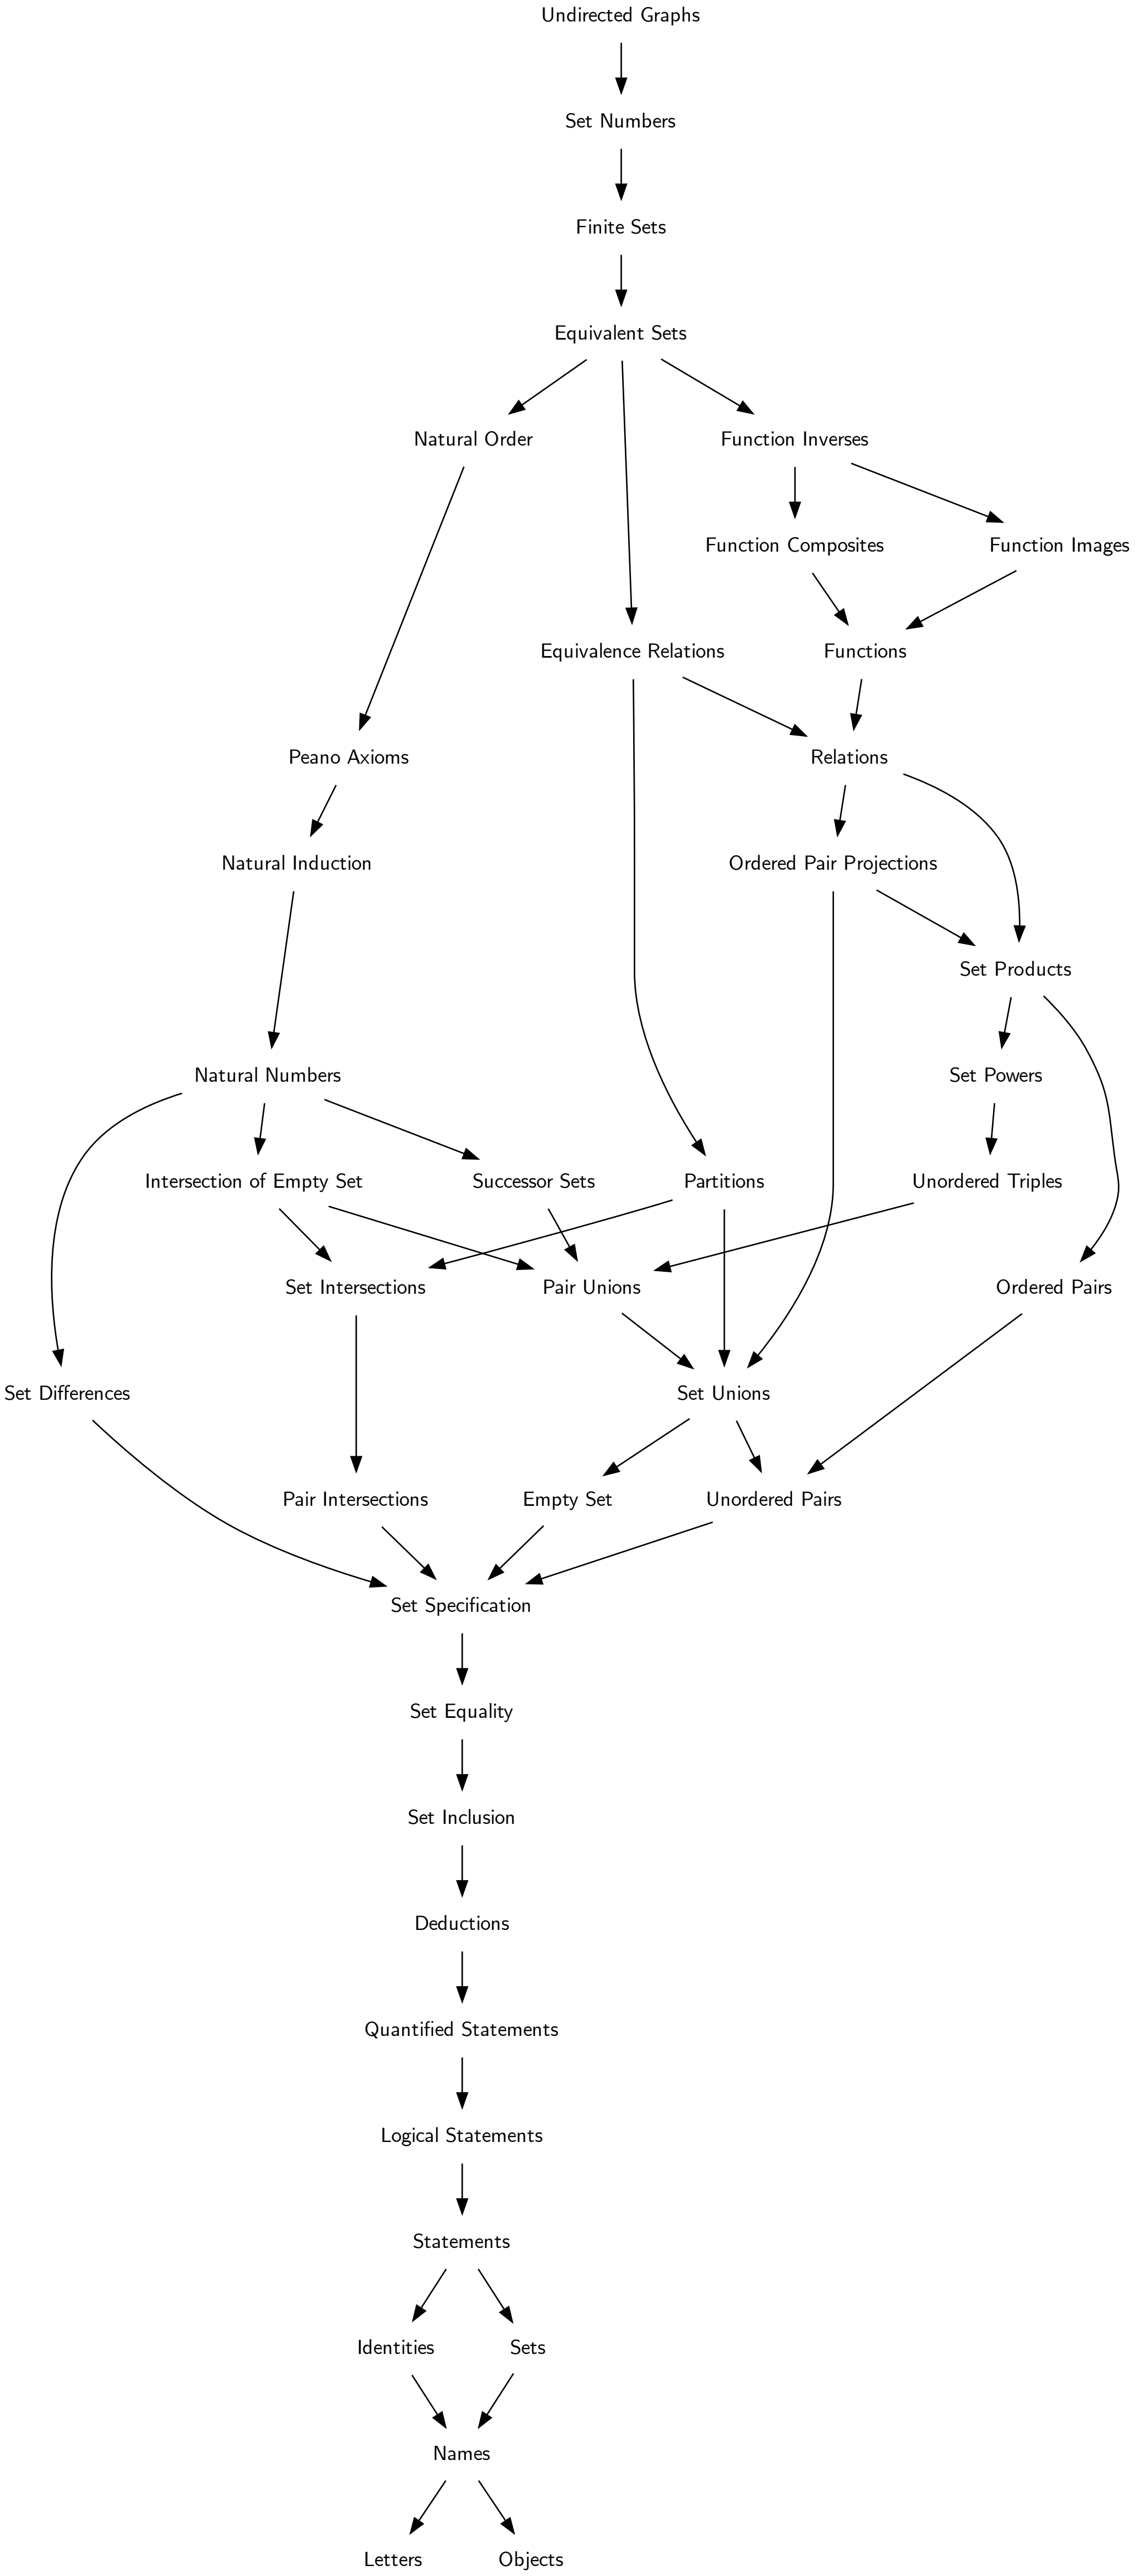 Undirected Graphs
Set Numbers
Finite Sets
Equivalent Sets
Natural Order
Function Inverses
Function Composites
Function Images
Equivalence Relations
Functions
Peano Axioms
Relations
Natural Induction
Ordered Pair Projections
Set Products
Natural Numbers
Set Powers
Intersection of Empty Set
Successor Sets
Partitions
Unordered Triples
Set Intersections
Pair Unions
Ordered Pairs
Set Differences
Set Unions
Pair Intersections
Empty Set
Unordered Pairs
Set Specification
Set Equality
Set Inclusion
Deductions
Quantified Statements
Logical Statements
Statements
Identities
Sets
Names
Letters
Objects